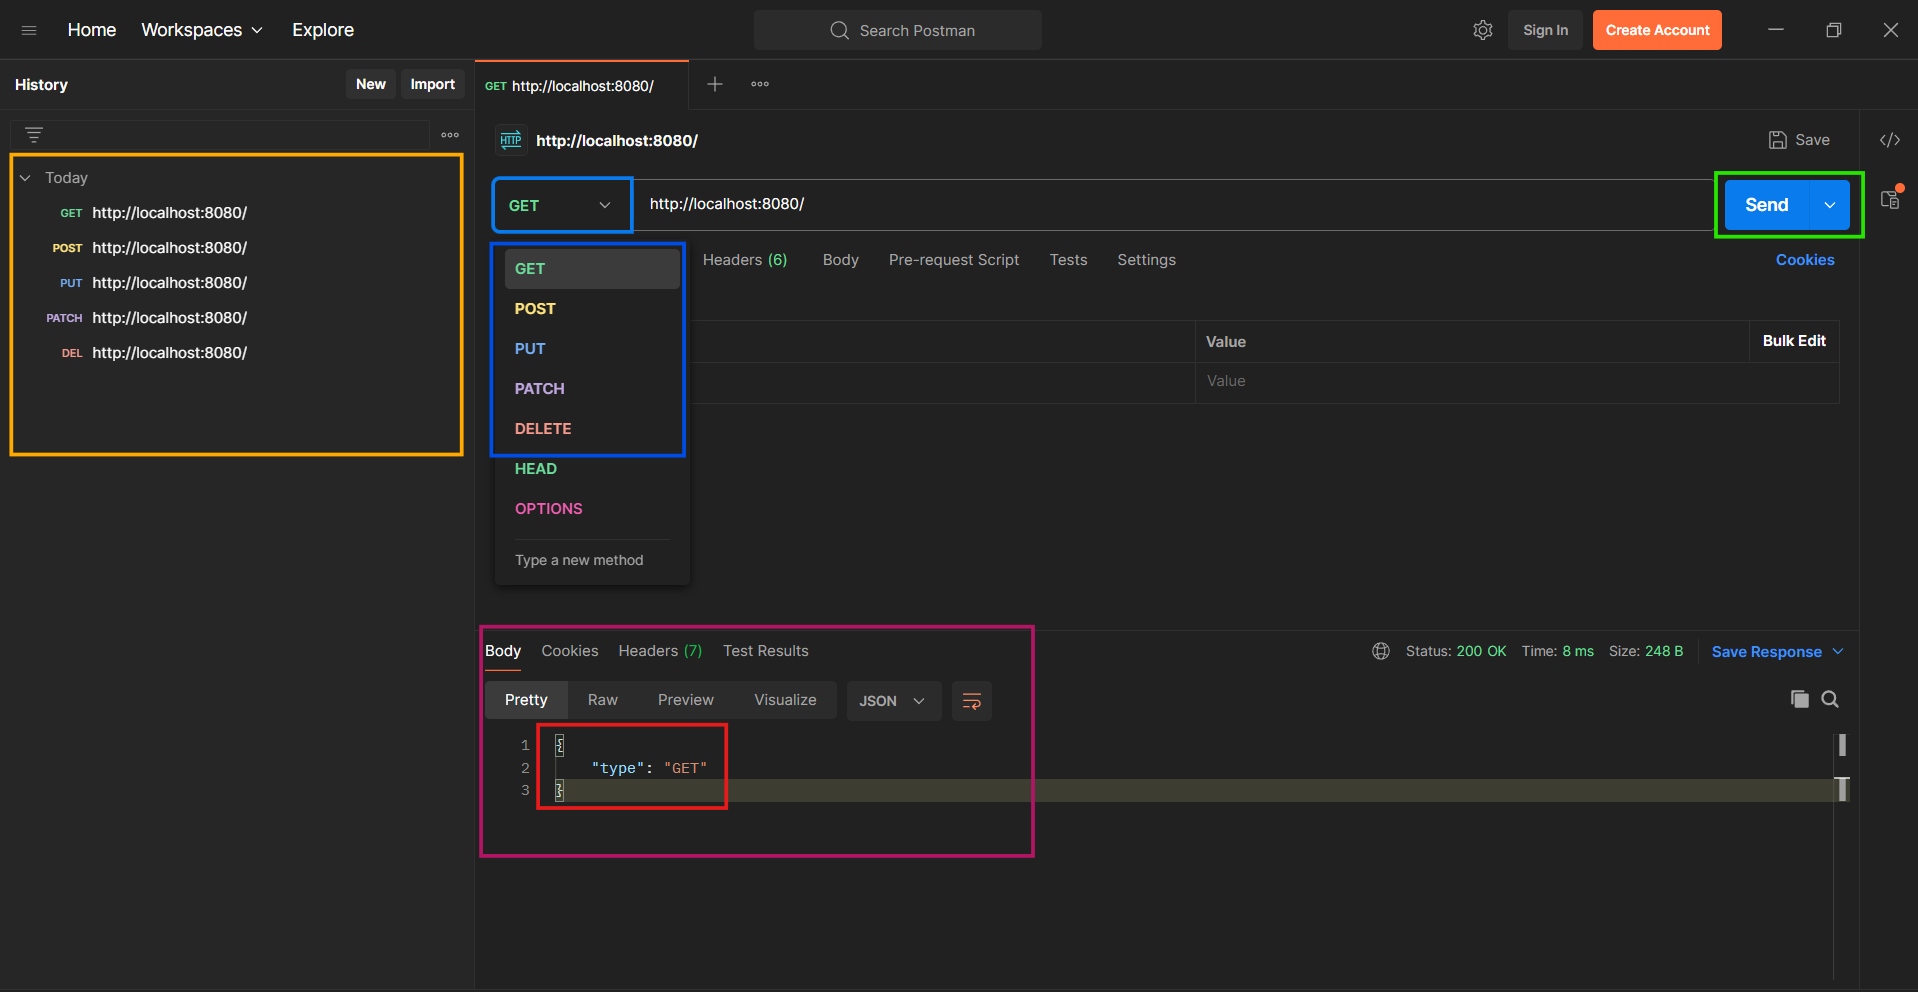 Home Workspaces Explore Search Postman Sign In Create Account
History New Import
GET http://localhost:8080/
HTTP http://localhost:8080/ Save
Today
GET http://localhost:8080/
POST http://localhost:8080/
PUT http://localhost:8080/
PATCH http://localhost:8080/
DEL http://localhost:8080/
GET http://localhost:8080/ Send
Headers (6) Body Pre-request Script Tests Settings Cookies
GET
POST
PUT
PATCH
DELETE
HEAD
OPTIONS
Type a new method
Value Bulk Edit
Value
Body Cookies Headers (7) Test Results Status: 200 OK Time: 8 ms Size: 248 B Save Response
Pretty Raw Preview Visualize JSON
1 {
2 "type": "GET"
3 }